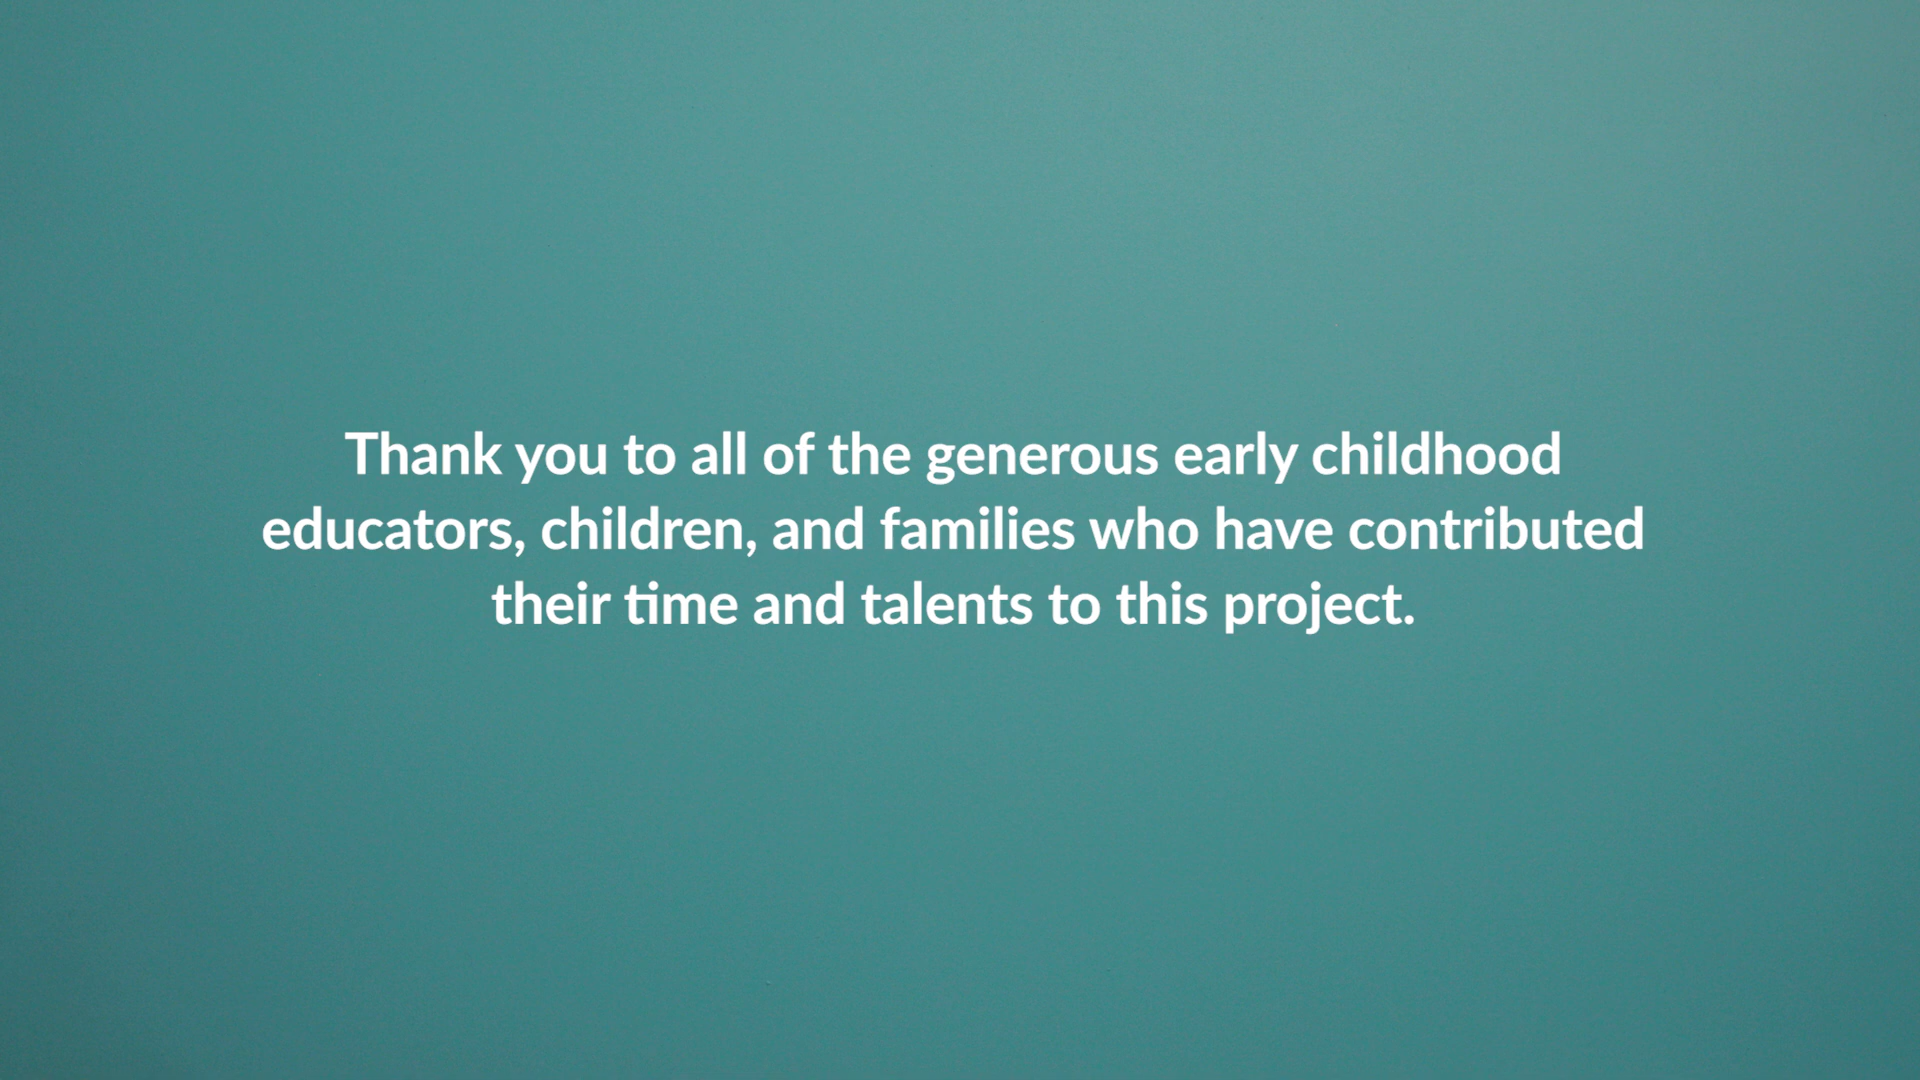 Thank you to all of the generous early childhood
educators, children, and families who have contributed
their time and talents to this project.